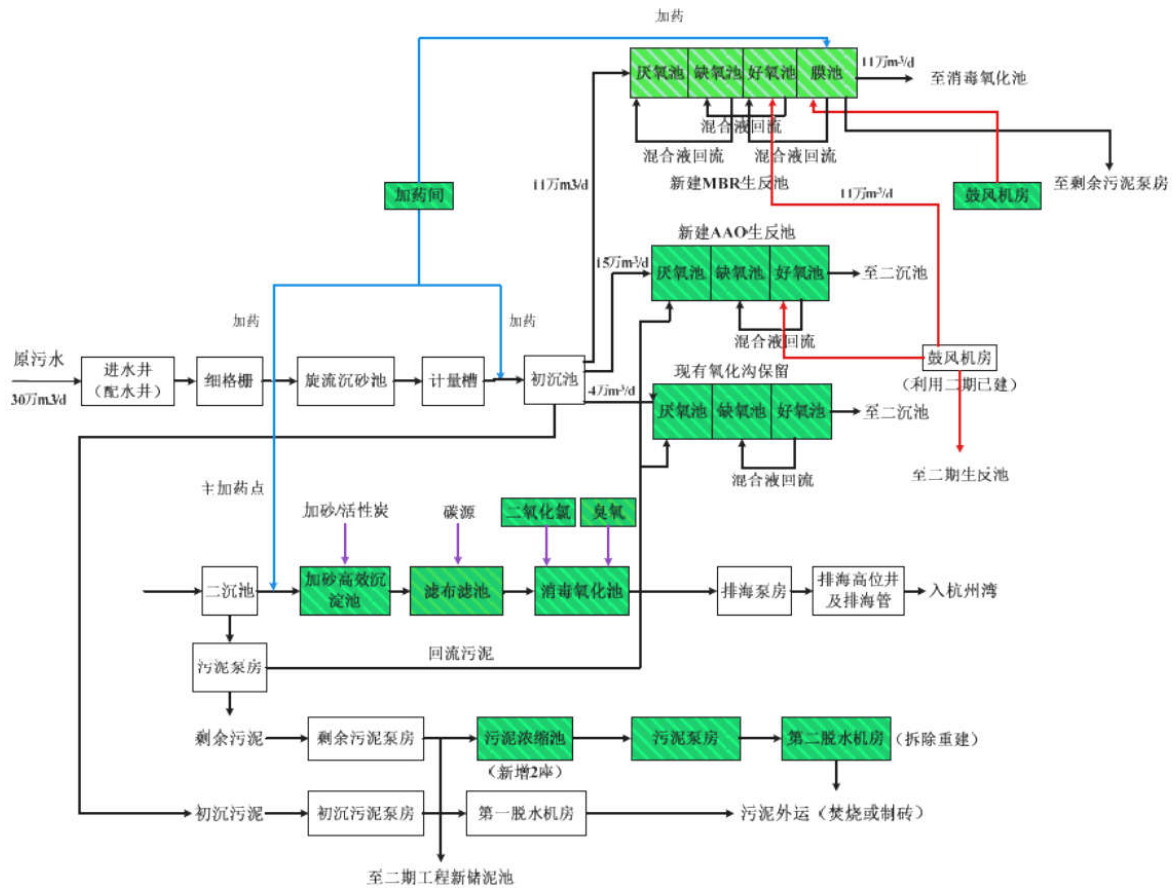 加药
厌氧池
缺氧池
好氧池
膜池
11万m³/d
至消毒氧化池
混合液回流
混合液回流
混合液回流
11万m3/d
新建MBR生反池
11万m³/d
鼓风机房
至剩余污泥泵房
加药间
新建AAO生反池
15万m³/d
厌氧池
缺氧池
好氧池
至二沉池
混合液回流
加药
加药
原污水
30万m3/d
进水井
（配水井）
细格栅
旋流沉砂池
计量槽
初沉池
鼓风机房
（利用二期已建）
现有氧化沟保留
4万m³/d
厌氧池
缺氧池
好氧池
至二沉池
混合液回流
至二期生反池
主加药点
加砂/活性炭
碳源
二氧化氯
臭氧
二沉池
加砂高效沉
淀池
滤布滤池
消毒氧化池
排海泵房
排海高位井
及排海管
入杭州湾
污泥泵房
回流污泥
剩余污泥
剩余污泥泵房
污泥浓缩池
（新增2座）
污泥泵房
第二脱水机房
（拆除重建）
初沉污泥
初沉污泥泵房
第一脱水机房
污泥外运（焚烧或制砖）
至二期工程新储泥池